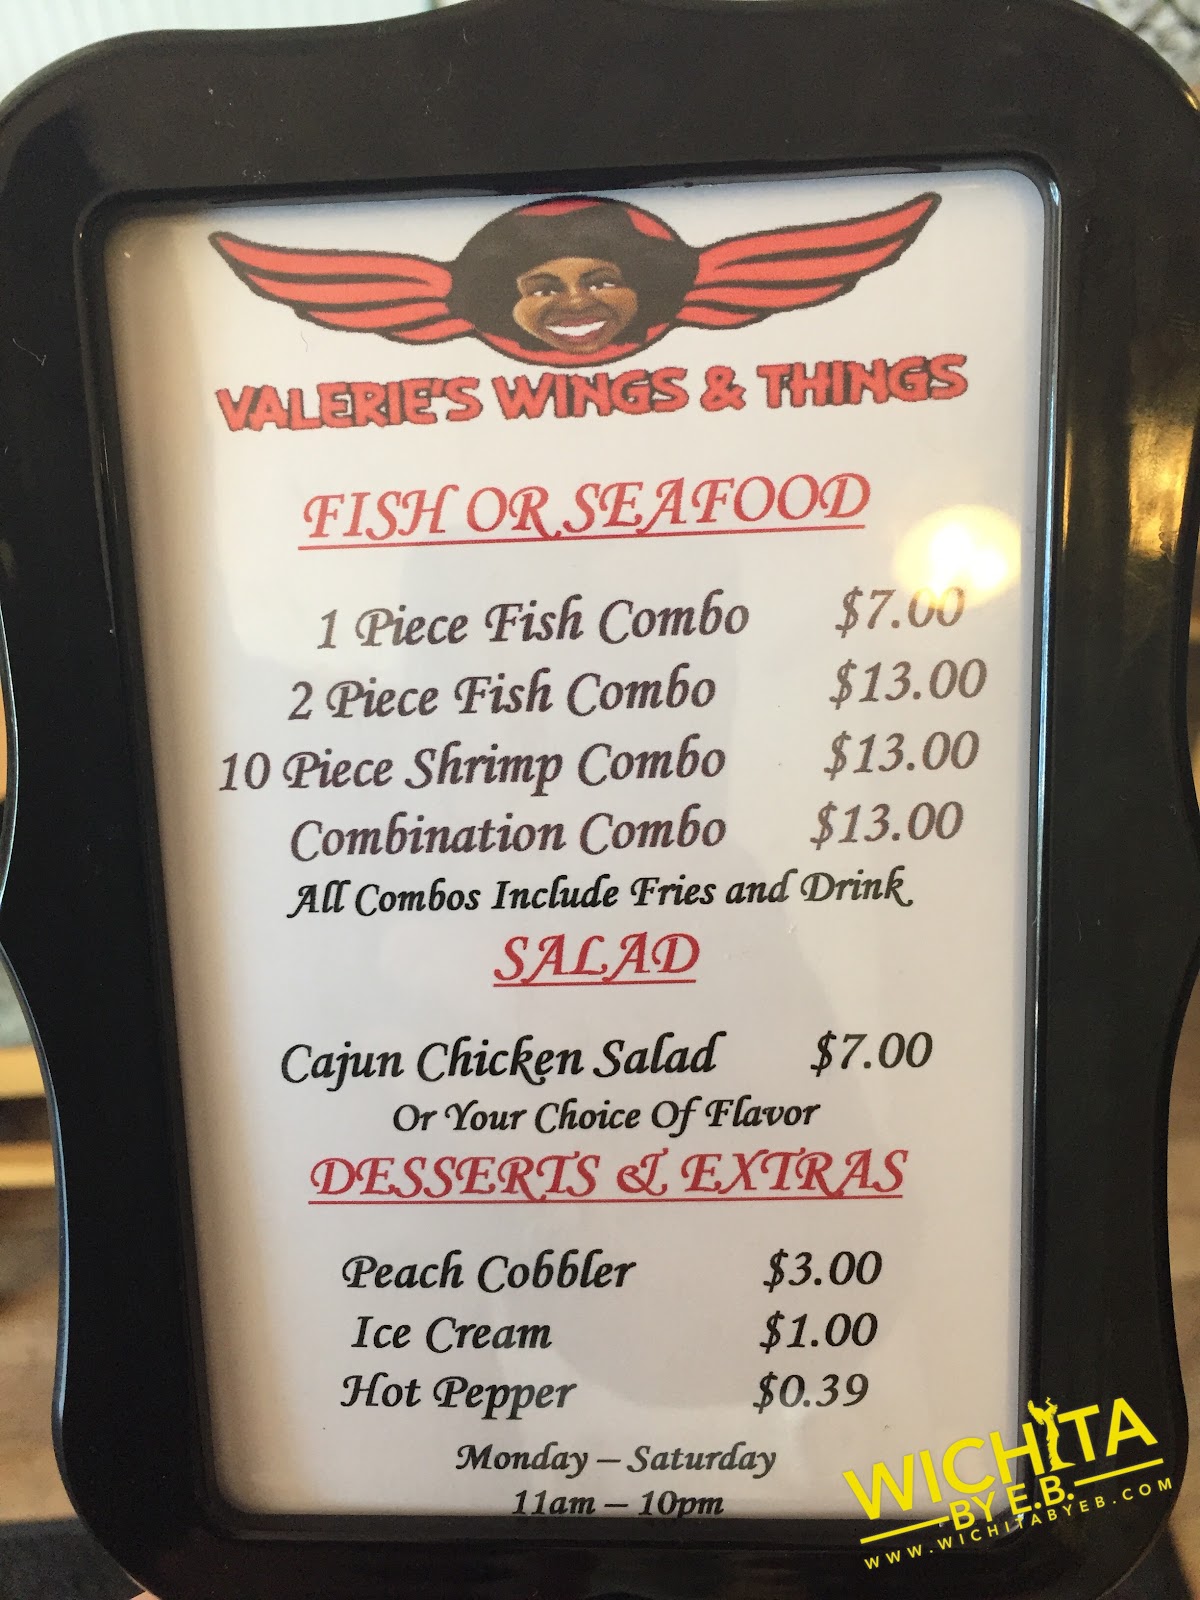 VALERIE'S WINGS & THINGS
FISH OR SEAFOOD
1 Piece Fish Combo $7.00
2 Piece Fish Combo $13.00
10 Piece Shrimp Combo $13.00
Combination Combo $13.00
All Combos Include Fries and Drink
SALAD
Cajun Chicken Salad $7.00
Or Your Choice Of Flavor
DESSERTS & EXTRAS
Peach Cobbler $3.00
Ice Cream $1.00
Hot Pepper $0.39
Monday – Saturday
11am – 10pm
WICHITA
BY E.B.
WWW.WICHITABYEB.COM